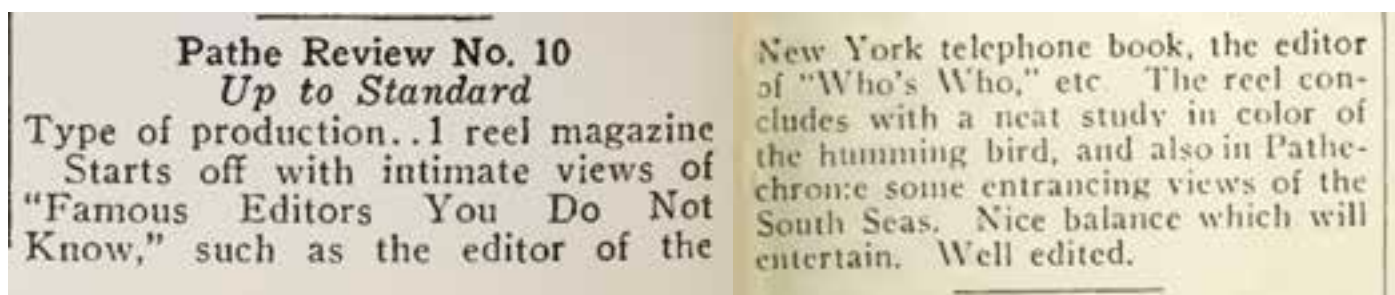 Pathe Review No. 10
Up to Standard
Type of production..1 reel magazine
Starts off with intimate views of
"Famous Editors You Do Not
Know," such as the editor of the
New York telephone book, the editor
of "Who's Who," etc The reel con-
cludes with a neat study in color of
the humming bird, and also in Pathe-
chrome some entrancing views of the
South Seas. Nice balance which will
entertain. Well edited.